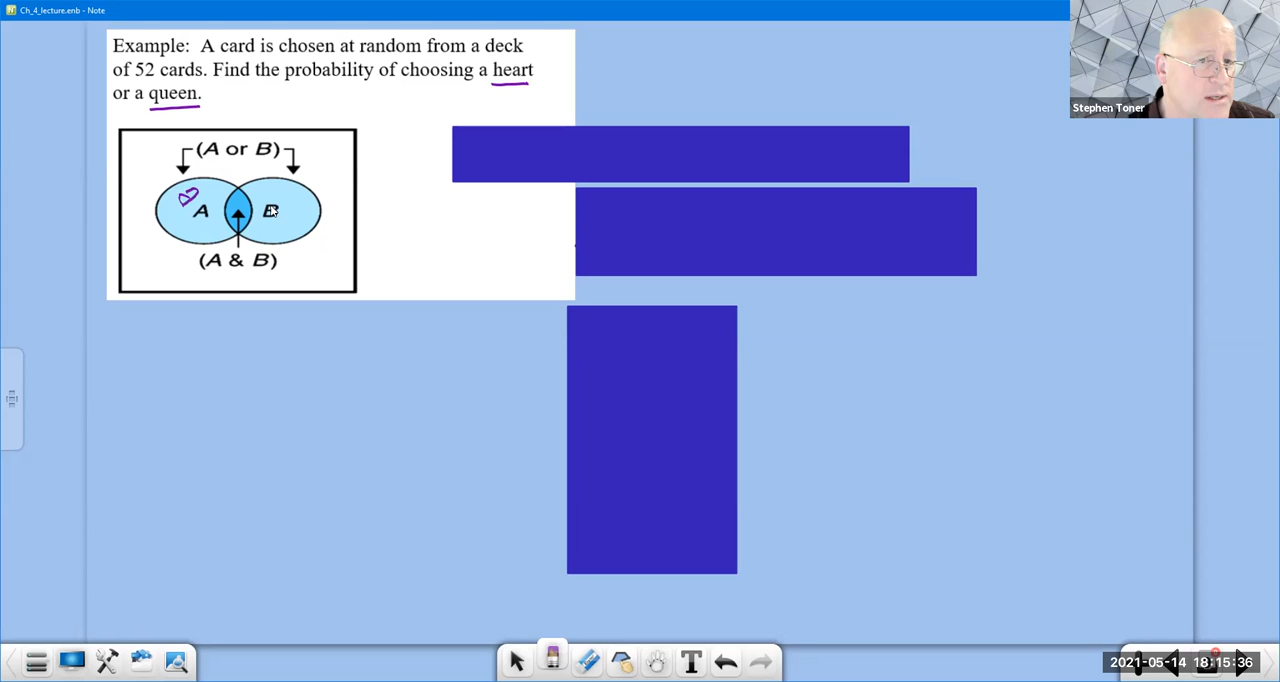 Ch_4_lecture.enb - Note
Example: A card is chosen at random from a deck
of 52 cards. Find the probability of choosing a heart
or a queen.
(A or B)
A
B
(A & B)
Stephen Toner
T
2021-05-14 18:15:36